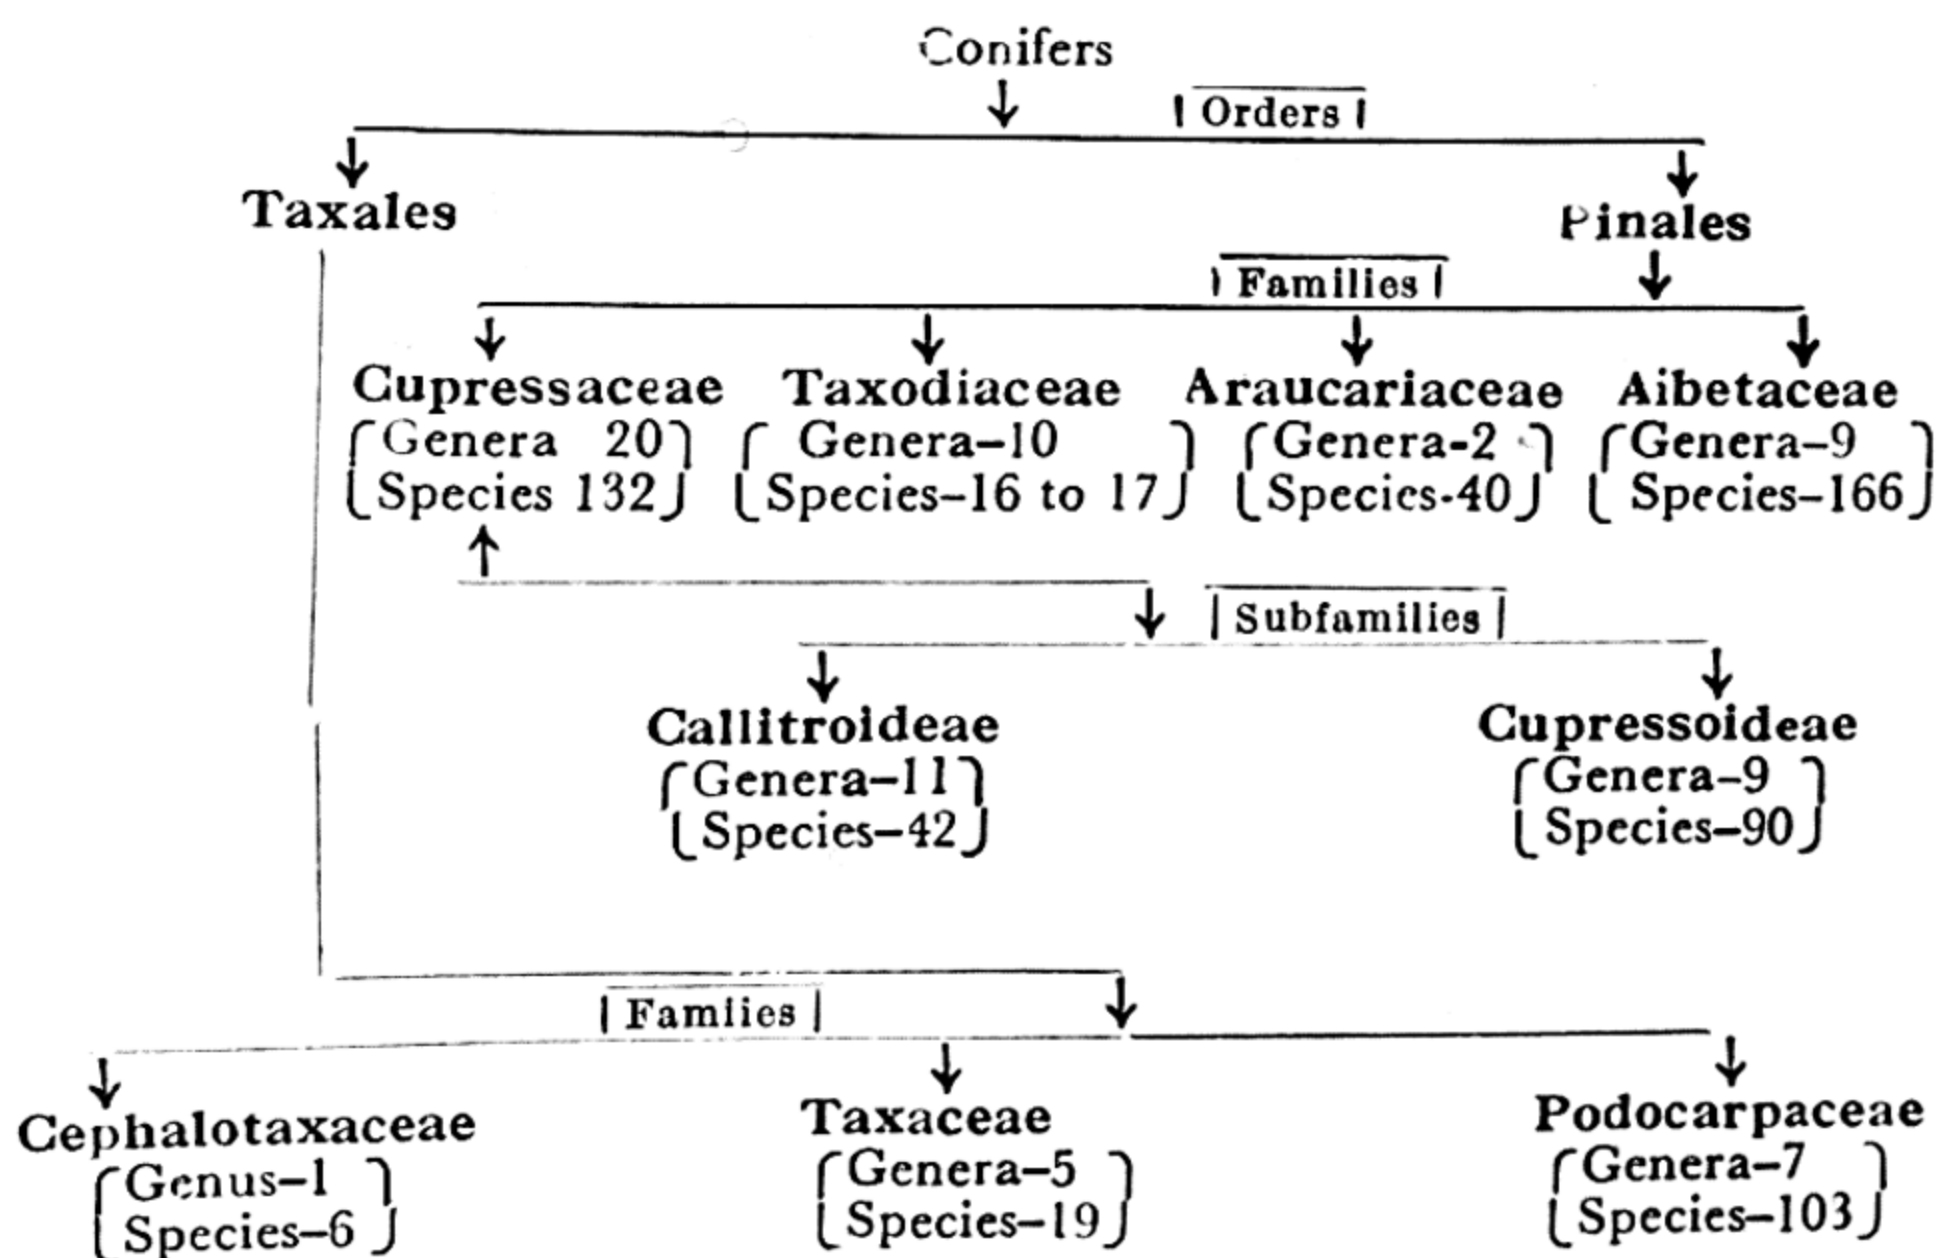 Conifers
Orders
Taxales
Pinales
Families
Cupressaceae Taxodiaceae Araucariaceae Aibetaceae
Genera 20 Genera-10 Genera-2 Genera-9
Species 132 Species-16 to 17 Species-40 Species-166
Subfamilies
Callitroideae Cupressoideae
Genera-11 Genera-9
Species-42 Species-90
Famlies
Cephalotaxaceae Taxaceae Podocarpaceae
Genus-1 Genera-5 Genera-7
Species-6 Species-19 Species-103